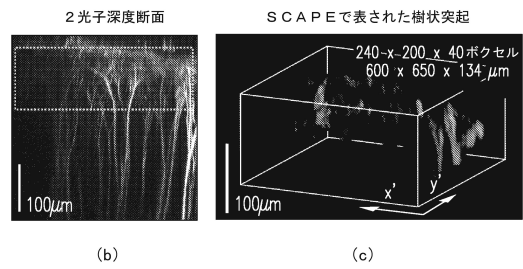 ２光子深度断面
ＳＣＡＰＥで表された樹状突起
240 x 200 x 40ボクセル
600 x 650 x 134 μm
100μm
100μm
x'
y'
(b)
(c)